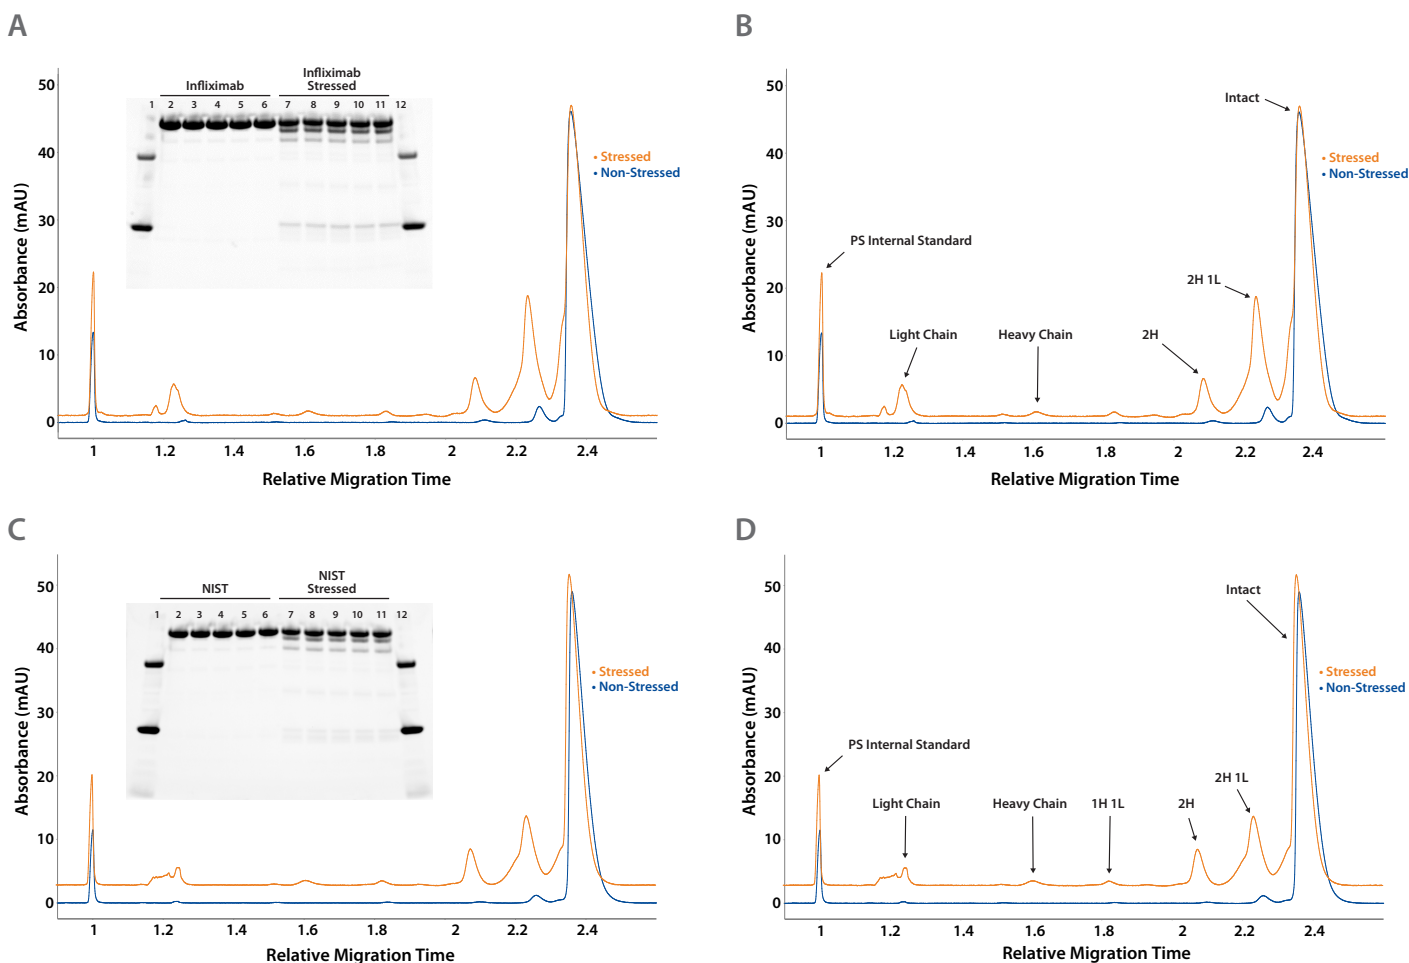 A
Infliximab
Infliximab
Stressed
1 2 3 4 5 6 7 8 9 10 11 12
50
40
30
20
10
0
Absorbance (mAU)
• Stressed
• Non-Stressed
1 1.2 1.4 1.6 1.8 2 2.2 2.4
Relative Migration Time
B
50
40
30
20
10
0
Absorbance (mAU)
Intact
• Stressed
• Non-Stressed
PS Internal Standard
2H 1L
Light Chain
Heavy Chain
2H
1 1.2 1.4 1.6 1.8 2 2.2 2.4
Relative Migration Time
C
NIST
NIST
Stressed
1 2 3 4 5 6 7 8 9 10 11 12
50
40
30
20
10
0
Absorbance (mAU)
• Stressed
• Non-Stressed
1 1.2 1.4 1.6 1.8 2 2.2 2.4
Relative Migration Time
D
50
40
30
20
10
0
Absorbance (mAU)
Intact
• Stressed
• Non-Stressed
PS Internal Standard
2H 1L
Light Chain
Heavy Chain
1H 1L
2H
1 1.2 1.4 1.6 1.8 2 2.2 2.4
Relative Migration Time